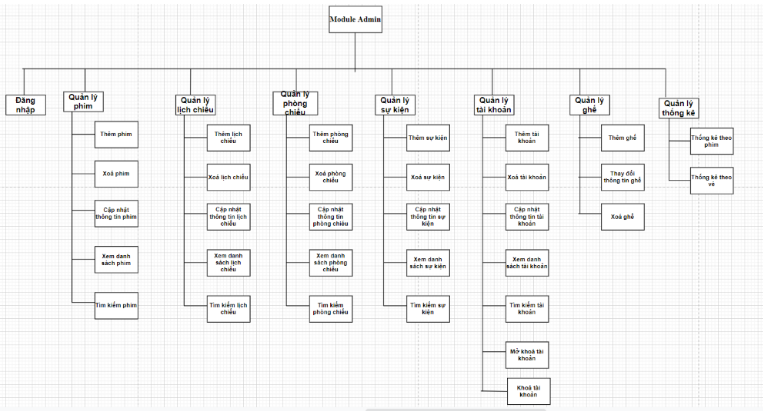 Module Admin
Đăng
nhập
Quản lý
phim
Thêm phim
Xoá phim
Cập nhật
thông tin phim
Xem danh
sách phim
Tìm kiếm phim
Quản lý
lịch chiếu
Thêm lịch
chiếu
Xoá lịch chiếu
Cập nhật
thông tin lịch
chiếu
Xem danh
sách lịch
chiếu
Tìm kiếm lịch
chiếu
Quản lý
phòng
chiếu
Thêm phòng
chiếu
Xoá phòng
chiếu
Cập nhật
thông tin
phòng chiếu
Xem danh
sách phòng
chiếu
Tìm kiếm
phòng chiếu
Quản lý
sự kiện
Thêm sự kiện
Xoá sự kiện
Cập nhật
thông tin sự
kiện
Xem danh
sách sự kiện
Tìm kiếm sự
kiện
Quản lý
tài khoản
Thêm tài
khoản
Xoá tài khoản
Cập nhật
thông tin tài
khoản
Xem danh
sách tài khoản
Tìm kiếm tài
khoản
Mở khoá tài
khoản
Khoá tài
khoản
Quản lý
ghế
Thêm ghế
Thay đổi
thông tin ghế
Xoá ghế
Quản lý
thống kê
Thống kê theo
phim
Thống kê theo
vé